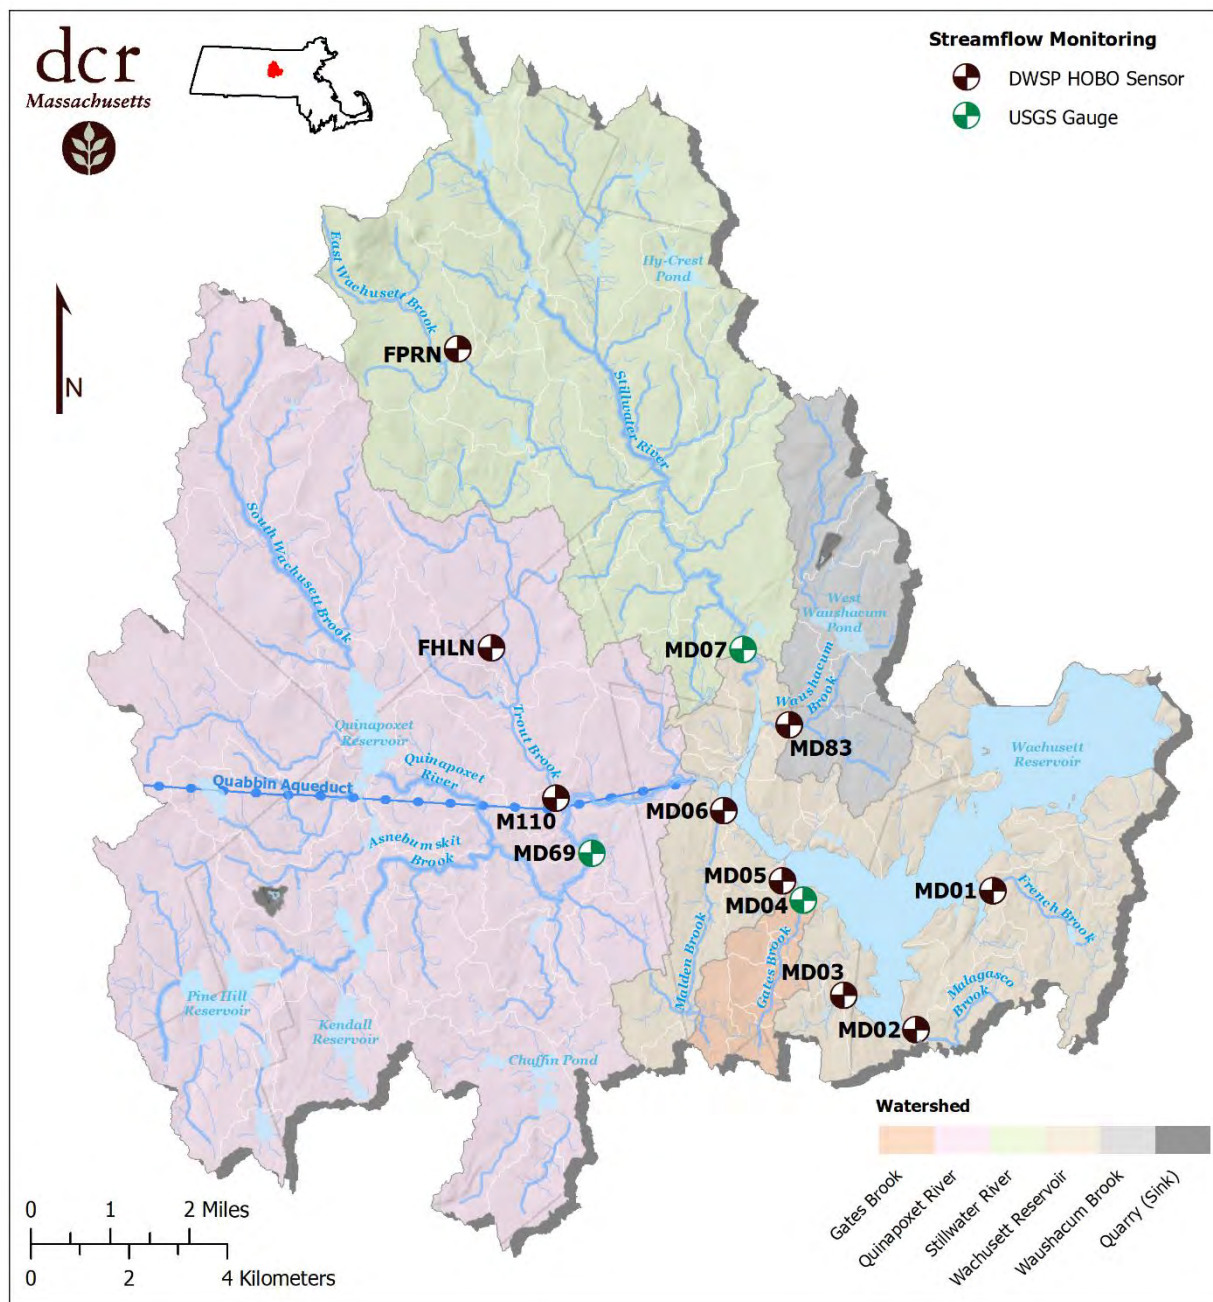 dcr
Massachusetts
Streamflow Monitoring
DWSP HOBO Sensor
USGS Gauge
N
East Wachusett Brook
Hy-Crest
Pond
FPRN
Stillwater River
South Wachusett Brook
West
Waushacum
Pond
FHLN
MD07
Waushacum
Brook
MD83
Quinapoxet
Reservoir
Trout Brook
Wachusett
Reservoir
Quinapoxet
River
Quabbin Aqueduct
M110
MD06
Asnebumskit
Brook
MD69
MD05
MD04
MD01
French Brook
Malden Brook
Gates Brook
MD03
Malagasco
Brook
MD02
Pine Hill
Reservoir
Kendall
Reservoir
Chaffin Pond
Watershed
Gates Brook
Quinapoxet River
Stillwater River
Wachusett Reservoir
Waushacum Brook
Quarry (Sink)
0 1 2 Miles
0 2 4 Kilometers